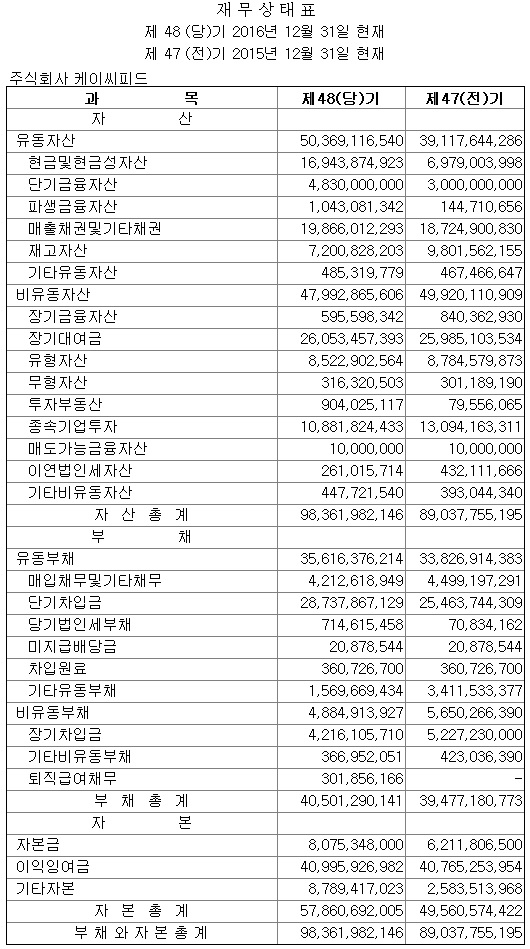 재 무 상 태 표
제 48 (당)기 2016년 12월 31일 현재
제 47 (전)기 2015년 12월 31일 현재
주식회사 케이씨피드
과 목 제48(당)기 제47(전)기
자 산
유동자산 50,369,116,540 39,117,644,286
현금및현금성자산 16,943,874,923 6,979,003,998
단기금융자산 4,830,000,000 3,000,000,000
파생금융자산 1,043,081,342 144,710,656
매출채권및기타채권 19,866,012,293 18,724,900,830
재고자산 7,200,828,203 9,801,562,155
기타유동자산 485,319,779 467,466,647
비유동자산 47,992,865,606 49,920,110,909
장기금융자산 595,598,342 840,362,930
장기대여금 26,053,457,393 25,985,103,534
유형자산 8,522,902,564 8,784,579,873
무형자산 316,320,503 301,189,190
투자부동산 904,025,117 79,556,065
종속기업투자 10,881,824,433 13,094,163,311
매도가능금융자산 10,000,000 10,000,000
이연법인세자산 261,015,714 432,111,666
기타비유동자산 447,721,540 393,044,340
자 산 총 계 98,361,982,146 89,037,755,195
부 채
유동부채 35,616,376,214 33,826,914,383
매입채무및기타채무 4,212,618,949 4,499,197,291
단기차입금 28,737,867,129 25,463,744,309
당기법인세부채 714,615,458 70,834,162
미지급배당금 20,878,544 20,878,544
차입원료 360,726,700 360,726,700
기타유동부채 1,569,669,434 3,411,533,377
비유동부채 4,884,913,927 5,650,266,390
장기차입금 4,216,105,710 5,227,230,000
기타비유동부채 366,952,051 423,036,390
퇴직급여채무 301,856,166 -
부 채 총 계 40,501,290,141 39,477,180,773
자 본
자본금 8,075,348,000 6,211,806,500
이익잉여금 40,995,926,982 40,765,253,954
기타자본 8,789,417,023 2,583,513,968
자 본 총 계 57,860,692,005 49,560,574,422
부 채 와 자 본 총 계 98,361,982,146 89,037,755,195